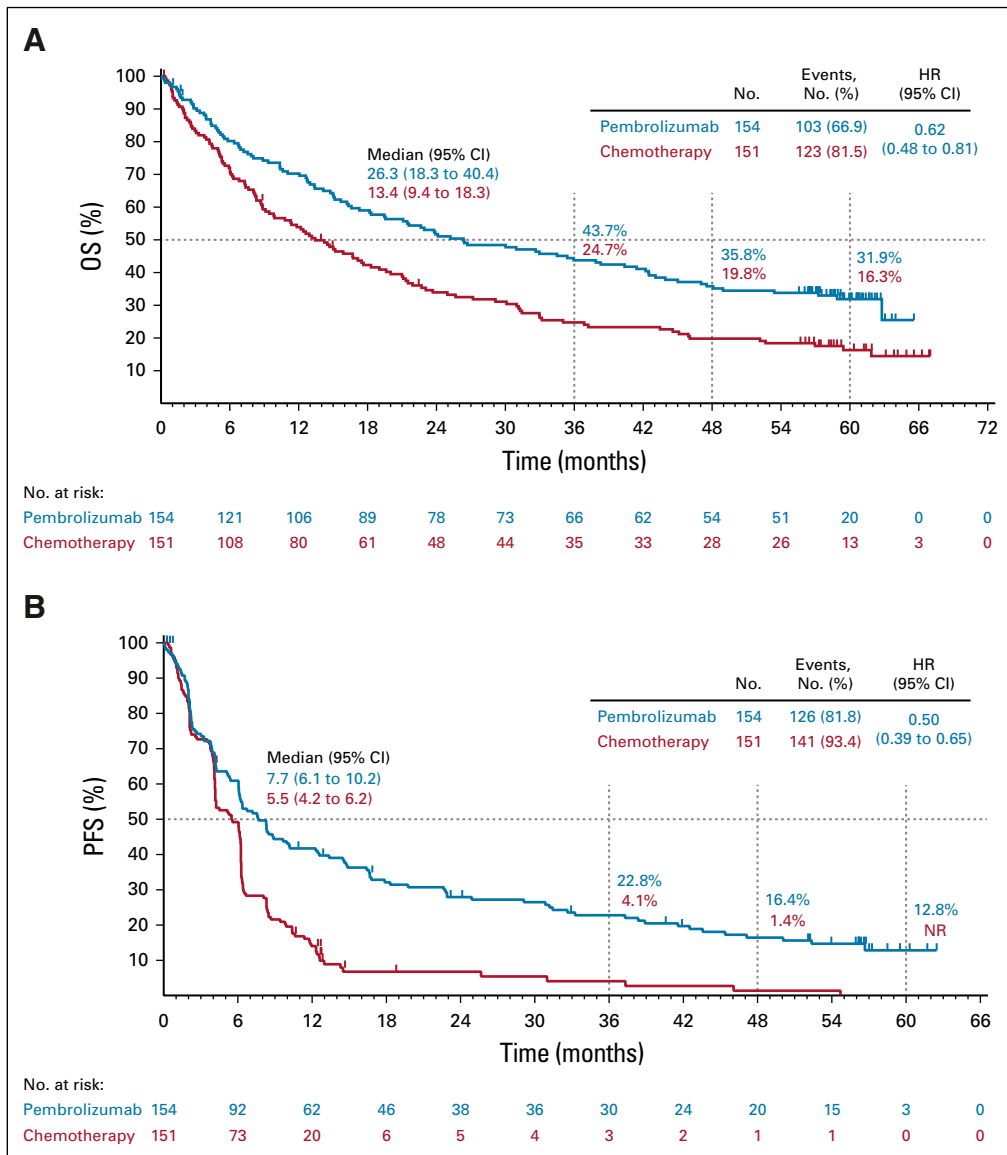 A
OS (%)
100
90
80
70
60
50
40
30
20
10
No.
Events,
No. (%)
HR
(95% CI)
Pembrolizumab 154 103 (66.9) 0.62
(0.48 to 0.81)
Chemotherapy 151 123 (81.5)
Median (95% CI)
26.3 (18.3 to 40.4)
13.4 (9.4 to 18.3)
43.7%
24.7%
35.8%
19.8%
31.9%
16.3%
0 6 12 18 24 30 36 42 48 54 60 66 72
Time (months)
No. at risk:
Pembrolizumab 154 121 106 89 78 73 66 62 54 51 20 0 0
Chemotherapy 151 108 80 61 48 44 35 33 28 26 13 3 0
B
PFS (%)
100
90
80
70
60
50
40
30
20
10
No.
Events,
No. (%)
HR
(95% CI)
Pembrolizumab 154 126 (81.8) 0.50
(0.39 to 0.65)
Chemotherapy 151 141 (93.4)
Median (95% CI)
7.7 (6.1 to 10.2)
5.5 (4.2 to 6.2)
22.8%
4.1%
16.4%
1.4%
12.8%
NR
0 6 12 18 24 30 36 42 48 54 60 66
Time (months)
No. at risk:
Pembrolizumab 154 92 62 46 38 36 30 24 20 15 3 0
Chemotherapy 151 73 20 6 5 4 3 2 1 1 0 0